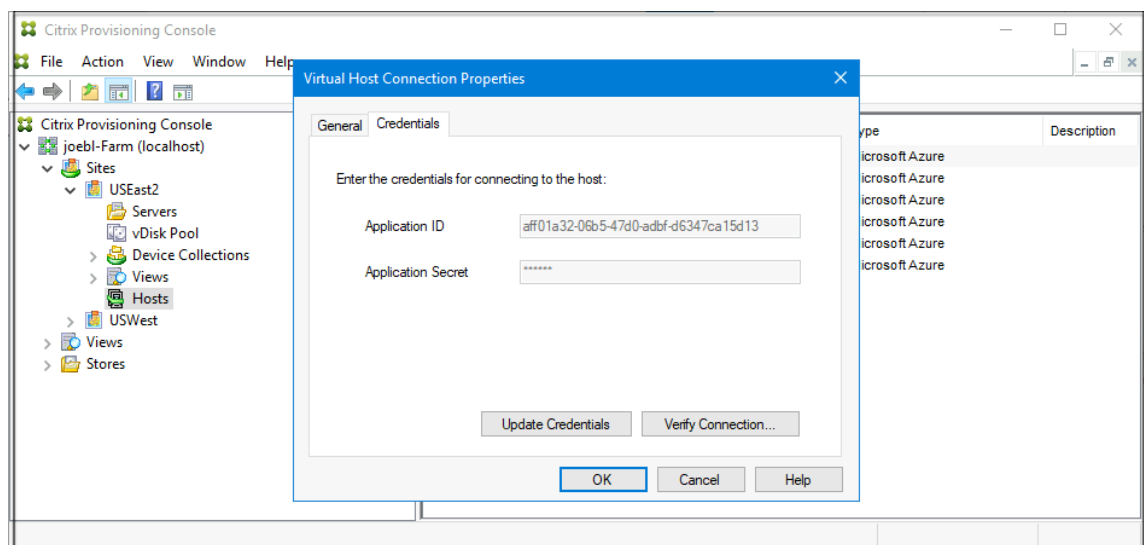 Citrix Provisioning Console
File Action View Window Help
Virtual Host Connection Properties
Citrix Provisioning Console
joebl-Farm (localhost)
Sites
USEast2
Servers
vDisk Pool
Device Collections
Views
Hosts
USWest
Views
Stores
General Credentials
Enter the credentials for connecting to the host:
Application ID aff01a32-06b5-47d0-adbf-d6347ca15d13
Application Secret ******
Update Credentials Verify Connection...
OK Cancel Help
ype Description
icrosoft Azure
icrosoft Azure
icrosoft Azure
icrosoft Azure
icrosoft Azure
icrosoft Azure